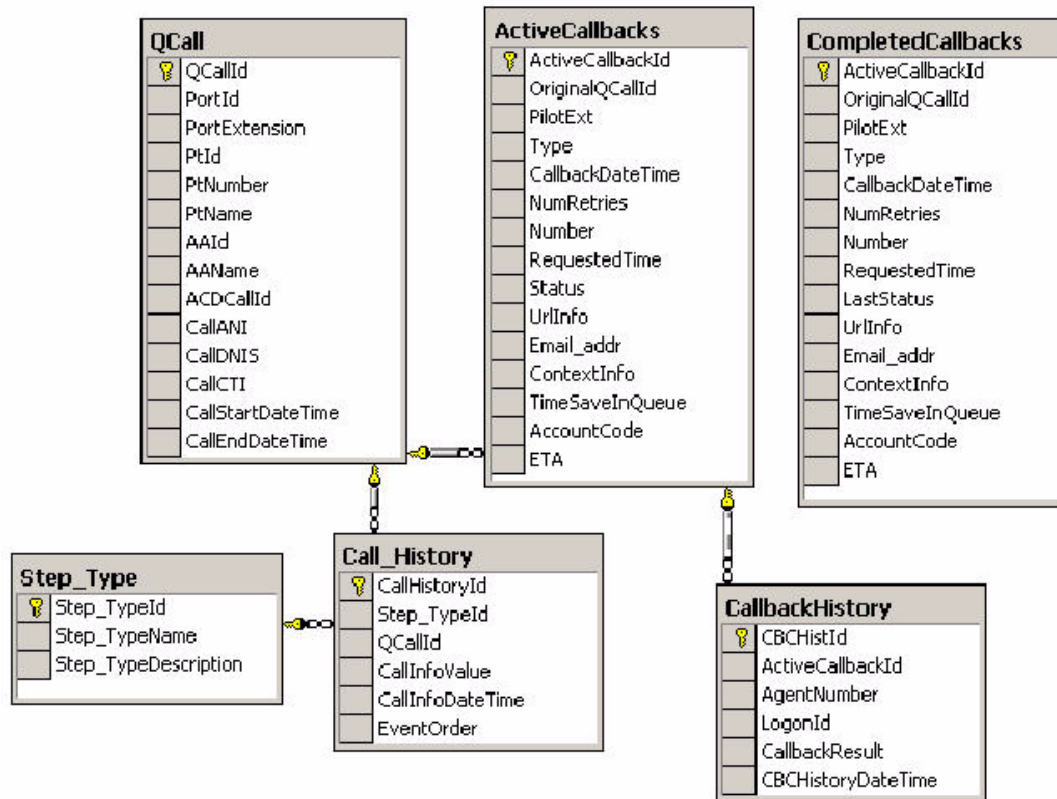 QCall
QCallId
PortId
PortExtension
PtId
PtNumber
PtName
AAId
AAName
ACDCallId
CallANI
CallDNIS
CallCTI
CallStartDateTime
CallEndDateTime
ActiveCallbacks
ActiveCallbackId
OriginalQCallId
PilotExt
Type
CallbackDateTime
NumRetries
Number
RequestedTime
Status
UrlInfo
Email_addr
ContextInfo
TimeSaveInQueue
AccountCode
ETA
CompletedCallbacks
ActiveCallbackId
OriginalQCallId
PilotExt
Type
CallbackDateTime
NumRetries
Number
RequestedTime
LastStatus
UrlInfo
Email_addr
ContextInfo
TimeSaveInQueue
AccountCode
ETA
Step_Type
Step_TypeId
Step_TypeName
Step_TypeDescription
Call_History
CallHistoryId
Step_TypeId
QCallId
CallInfoValue
CallInfoDateTime
EventOrder
CallbackHistory
CBCHistId
ActiveCallbackId
AgentNumber
LogonId
CallbackResult
CBCHistoryDateTime